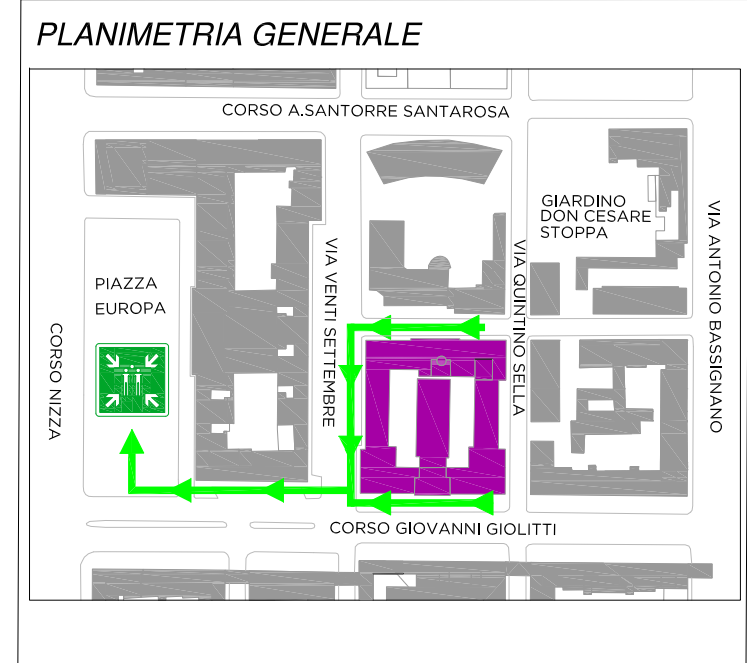 PLANIMETRIA GENERALE
CORSO A.SANTORRE SANTAROSA
GIARDINO
DON CESARE
STOPPA
PIAZZA
EUROPA
CORSO NIZZA
VIA VENTI SETTEMBRE
VIA QUINTINO SELLA
VIA ANTONIO BASSIGNANO
CORSO GIOVANNI GIOLITTI